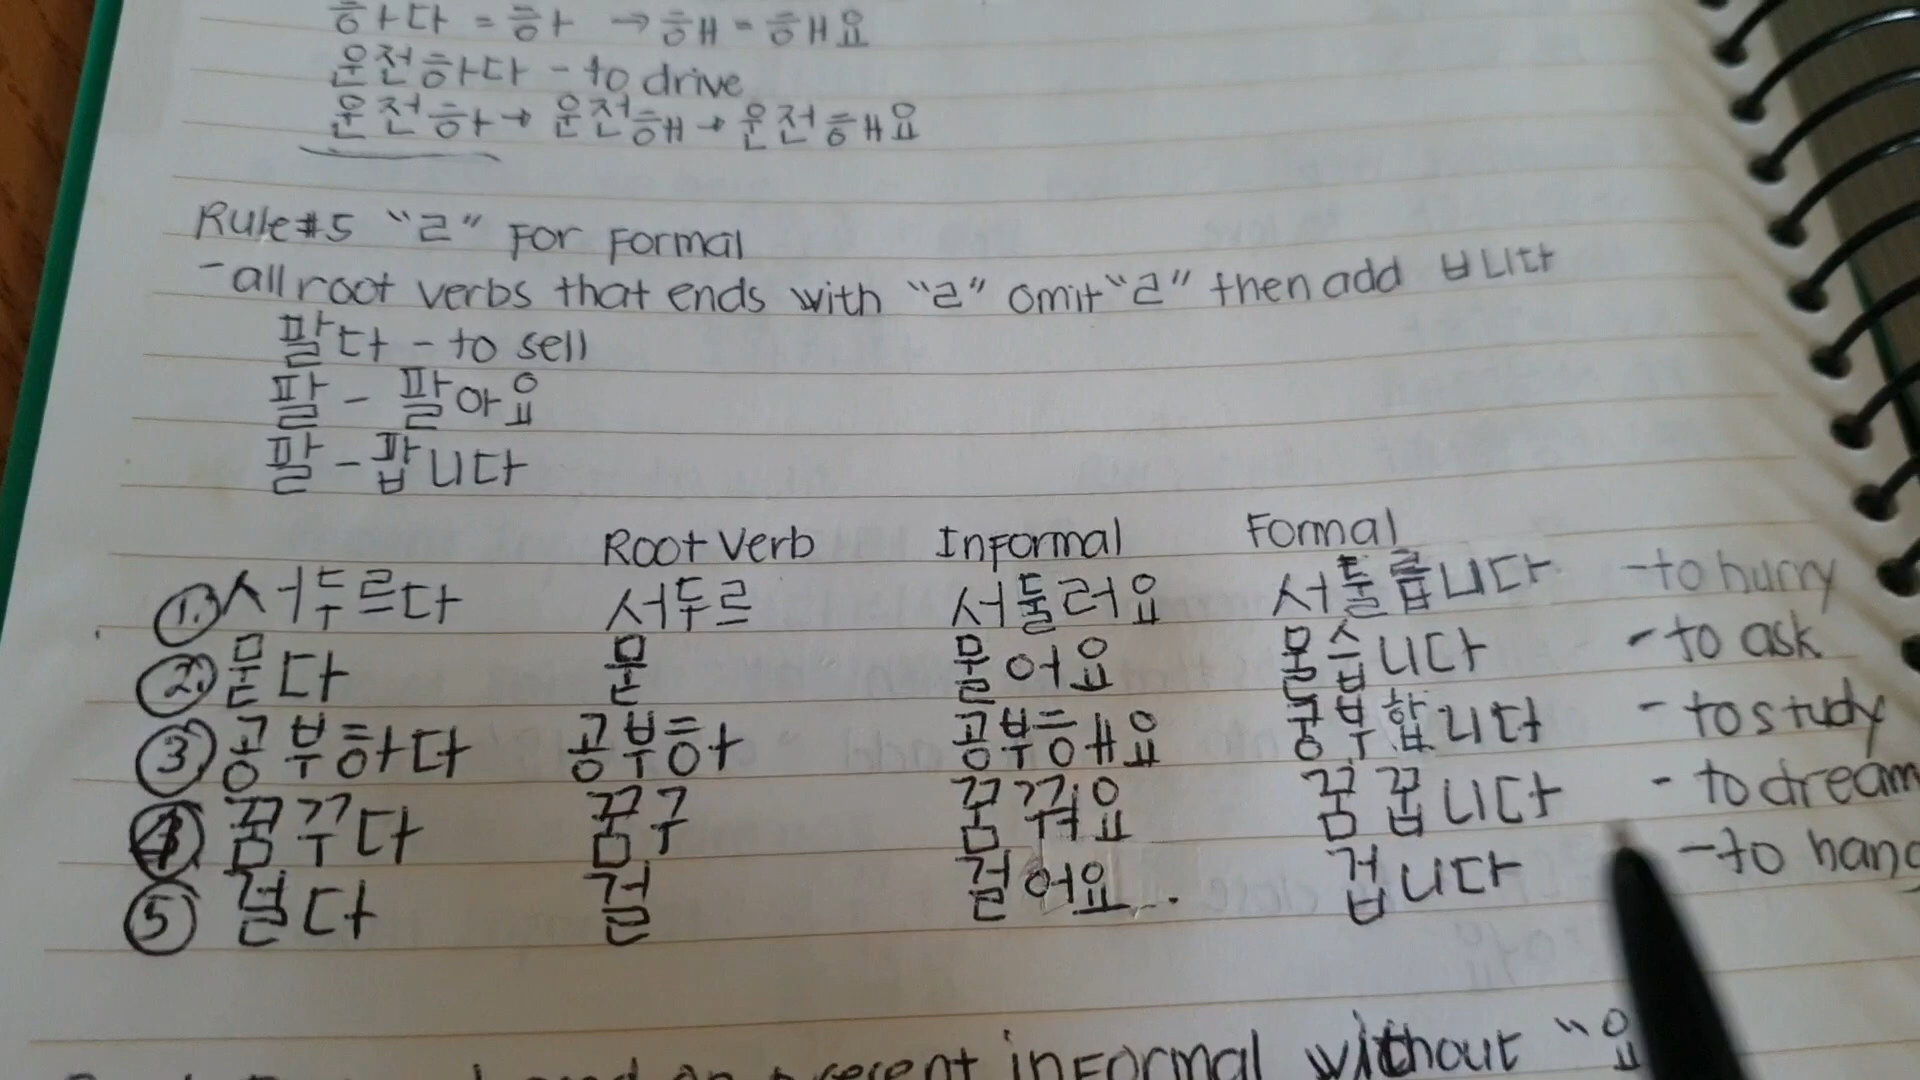 하다 = 하 → 해 - 해요
운전하다 - to drive
운전하 → 운전해 → 운전해요
Rule #5 "ㄹ" For Formal
- all root verbs that ends with "ㄹ" omit "ㄹ" then add ㅂ니다
팔다 - to sell
팔 - 팔아요
팔 - 팝니다
Root Verb Informal Formal
1. 서두르다 서두르 서둘러요 서둘릅니다 - to hurry
2. 묻다 묻 물어요 묻습니다 - to ask
3 공부하다 공부하 공부해요 공부합니다 - to study
4 꿈꾸다 꿈꾸 꿈꿔요 꿈꿉니다 - to dream
5 걸다 걸 걸어요. 겁니다 - to hang
present informal without "요